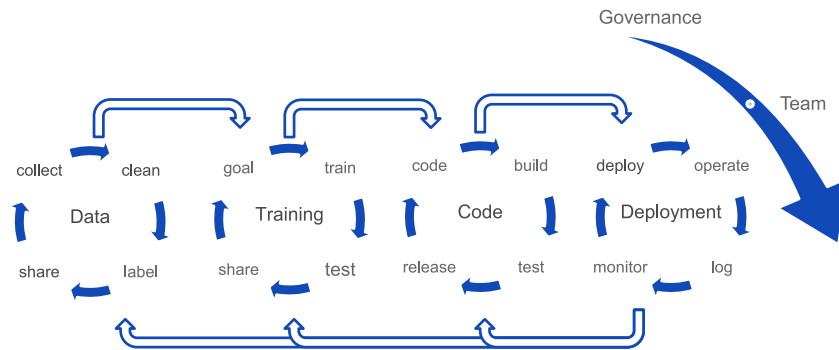 Governance
Team
collect clean goal train code build deploy operate
Data Training Code Deployment
share label share test release test monitor log